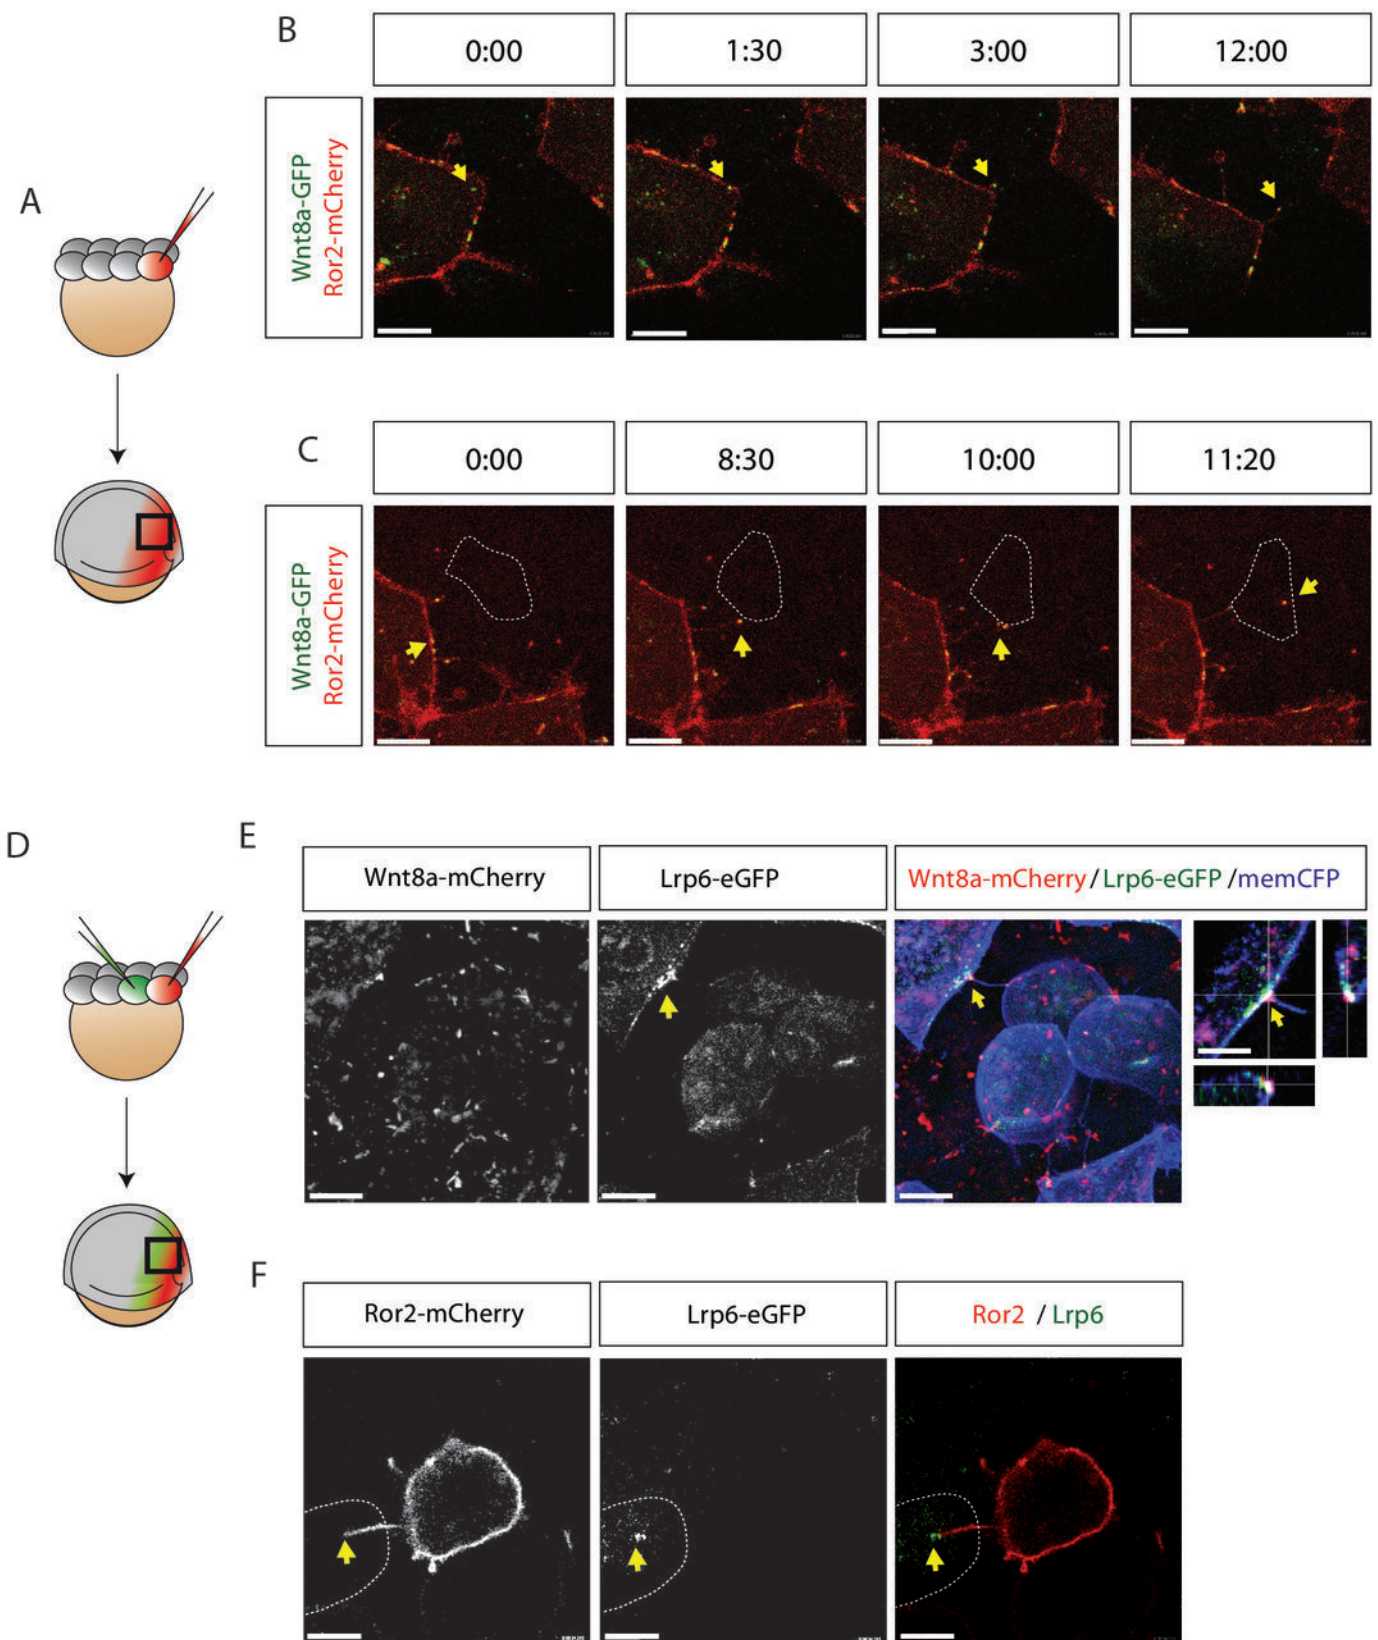 A
B
0:00
1:30
3:00
12:00
Wnt8a-GFP
Ror2-mCherry
C
0:00
8:30
10:00
11:20
Wnt8a-GFP
Ror2-mCherry
D
E
Wnt8a-mCherry
Lrp6-eGFP
Wnt8a-mCherry/Lrp6-eGFP/memCFP
F
Ror2-mCherry
Lrp6-eGFP
Ror2 / Lrp6